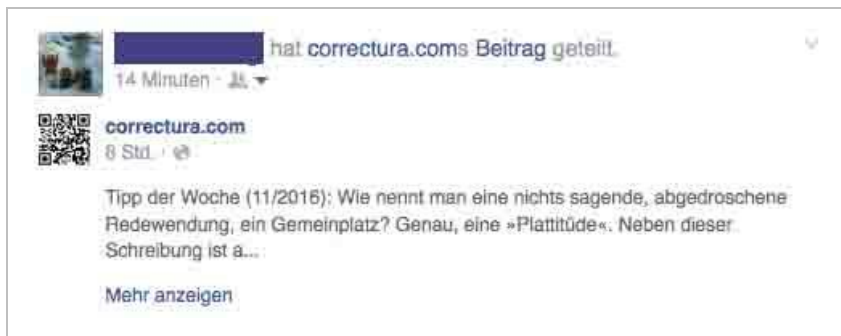 hat correctura.coms Beitrag geteilt.
14 Minuten ·
correctura.com
8 Std. ·
Tipp der Woche (11/2016): Wie nennt man eine nichts sagende, abgedroschene
Redewendung, ein Gemeinplatz? Genau, eine »Plattitüde«. Neben dieser
Schreibung ist a...
Mehr anzeigen